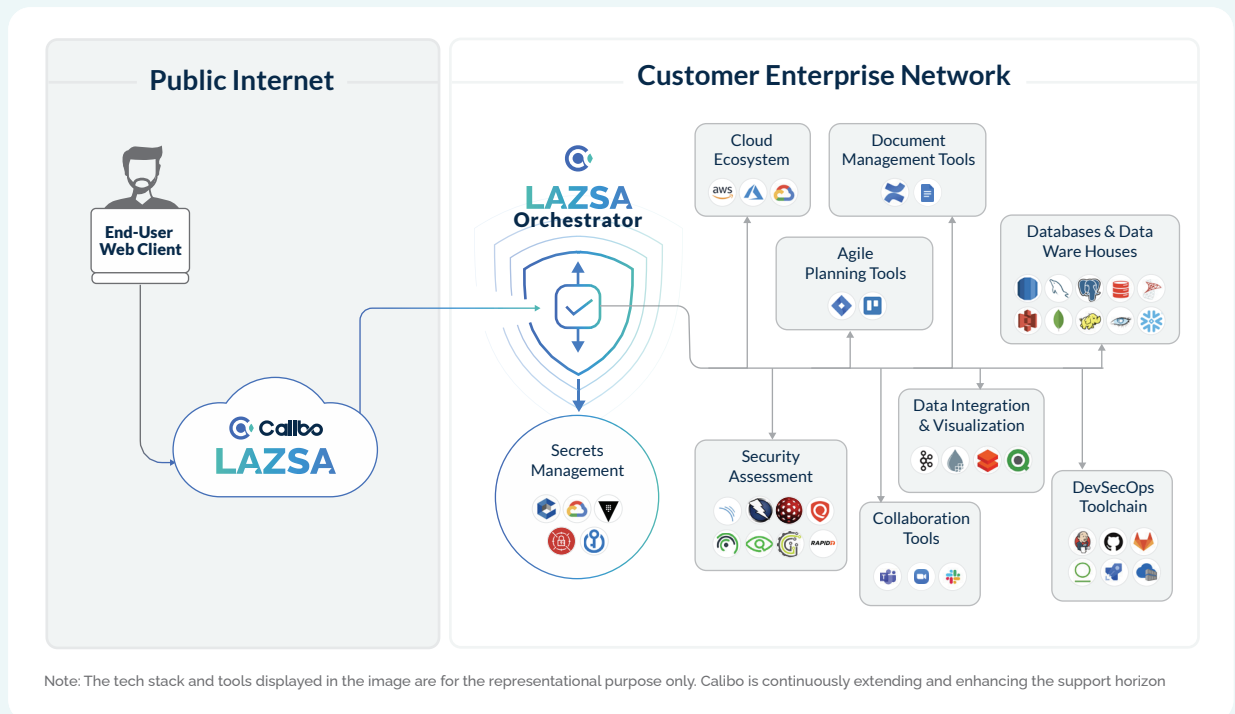 Public Internet
Customer Enterprise Network
End-User
Web Client
Calibo
LAZSA
LAZSA
Orchestrator
Secrets
Management
Cloud
Ecosystem
aws
Document
Management Tools
Agile
Planning Tools
Databases & Data
Ware Houses
Security
Assessment
RAPID7
Data Integration
& Visualization
Collaboration
Tools
DevSecOps
Toolchain
Note: The tech stack and tools displayed in the image are for the representational purpose only. Calibo is continuously extending and enhancing the support horizon